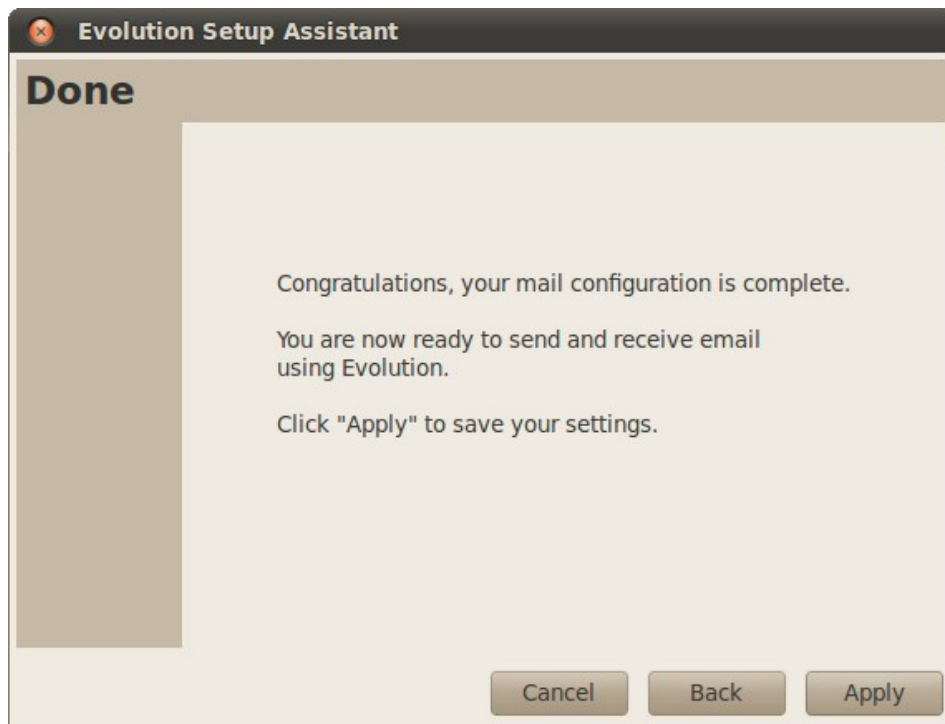 Evolution Setup Assistant
Done
Congratulations, your mail configuration is complete.
You are now ready to send and receive email
using Evolution.
Click "Apply" to save your settings.
Cancel Back Apply